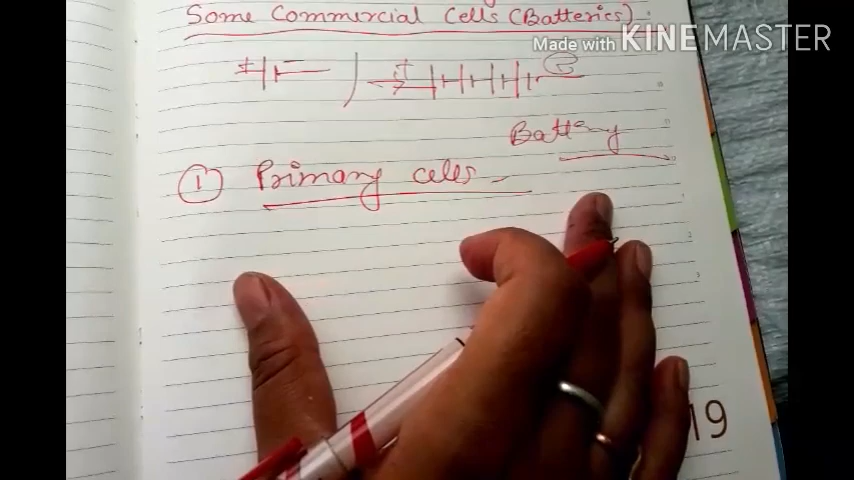 Some Commercial Cells (Batteries)
Made with KINEMASTER
+ -
+
Battery
① Primary cells -
19